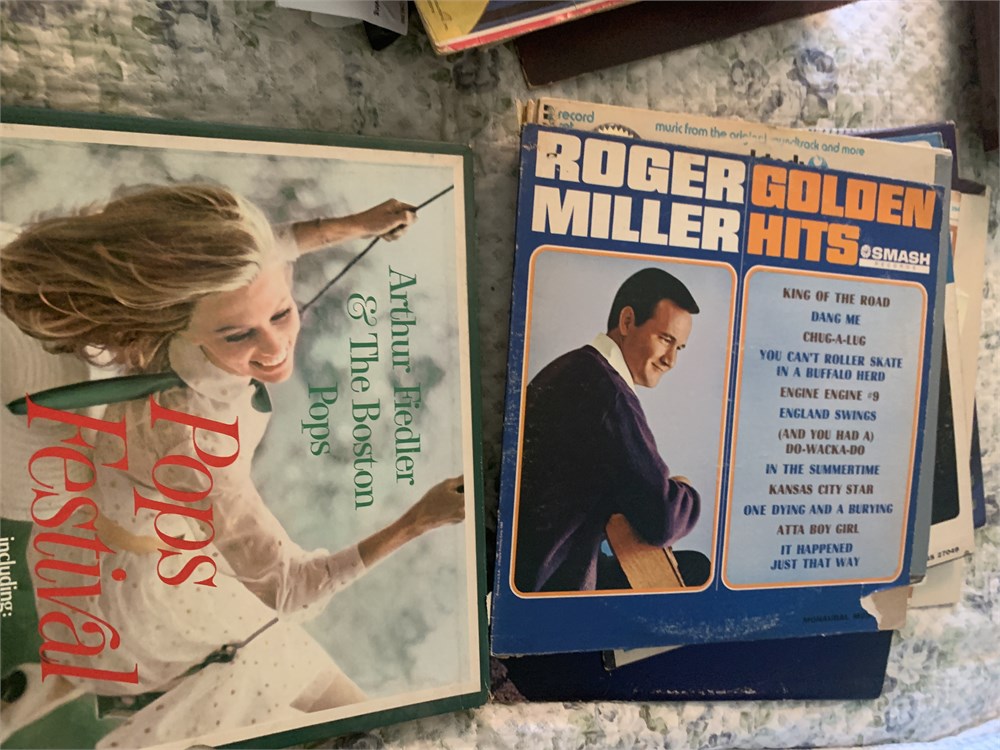 Arthur Fiedler
& The Boston
Pops
Pops
Festival
including:
record
music from the original soundtrack and more
ROGER
MILLER
GOLDEN
HITS
SMASH
RECORDS
KING OF THE ROAD
DANG ME
CHUG-A-LUG
YOU CAN'T ROLLER SKATE
IN A BUFFALO HERD
ENGINE ENGINE #9
ENGLAND SWINGS
(AND YOU HAD A)
DO-WACKA-DO
IN THE SUMMERTIME
KANSAS CITY STAR
ONE DYING AND A BURYING
ATTA BOY GIRL
IT HAPPENED
JUST THAT WAY
27049